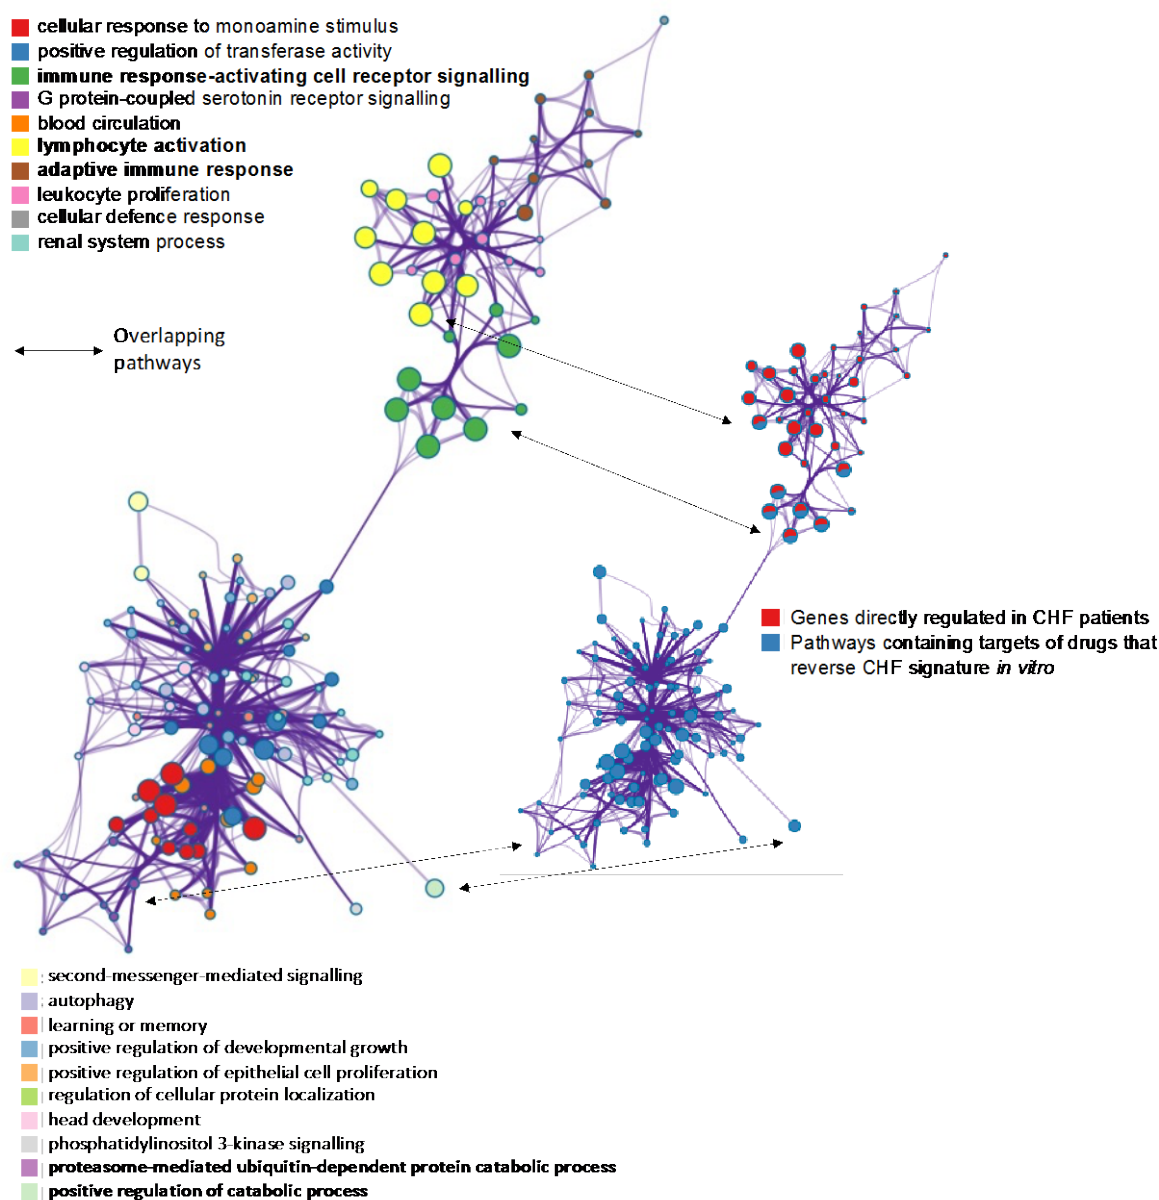 cellular response to monoamine stimulus
positive regulation of transferase activity
immune response-activating cell receptor signalling
G protein-coupled serotonin receptor signalling
blood circulation
lymphocyte activation
adaptive immune response
leukocyte proliferation
cellular defence response
renal system process
Overlapping
pathways
Genes directly regulated in CHF patients
Pathways containing targets of drugs that
reverse CHF signature in vitro
second-messenger-mediated signalling
autophagy
learning or memory
positive regulation of developmental growth
positive regulation of epithelial cell proliferation
regulation of cellular protein localization
head development
phosphatidylinositol 3-kinase signalling
proteasome-mediated ubiquitin-dependent protein catabolic process
positive regulation of catabolic process